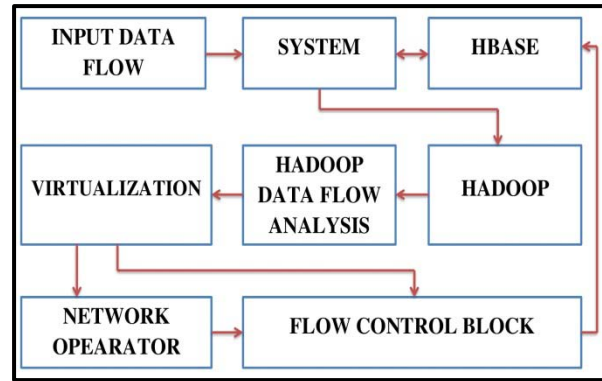 INPUT DATA
FLOW
SYSTEM
HBASE
VIRTUALIZATION
HADOOP
DATA FLOW
ANALYSIS
HADOOP
NETWORK
OPEARATOR
FLOW CONTROL BLOCK